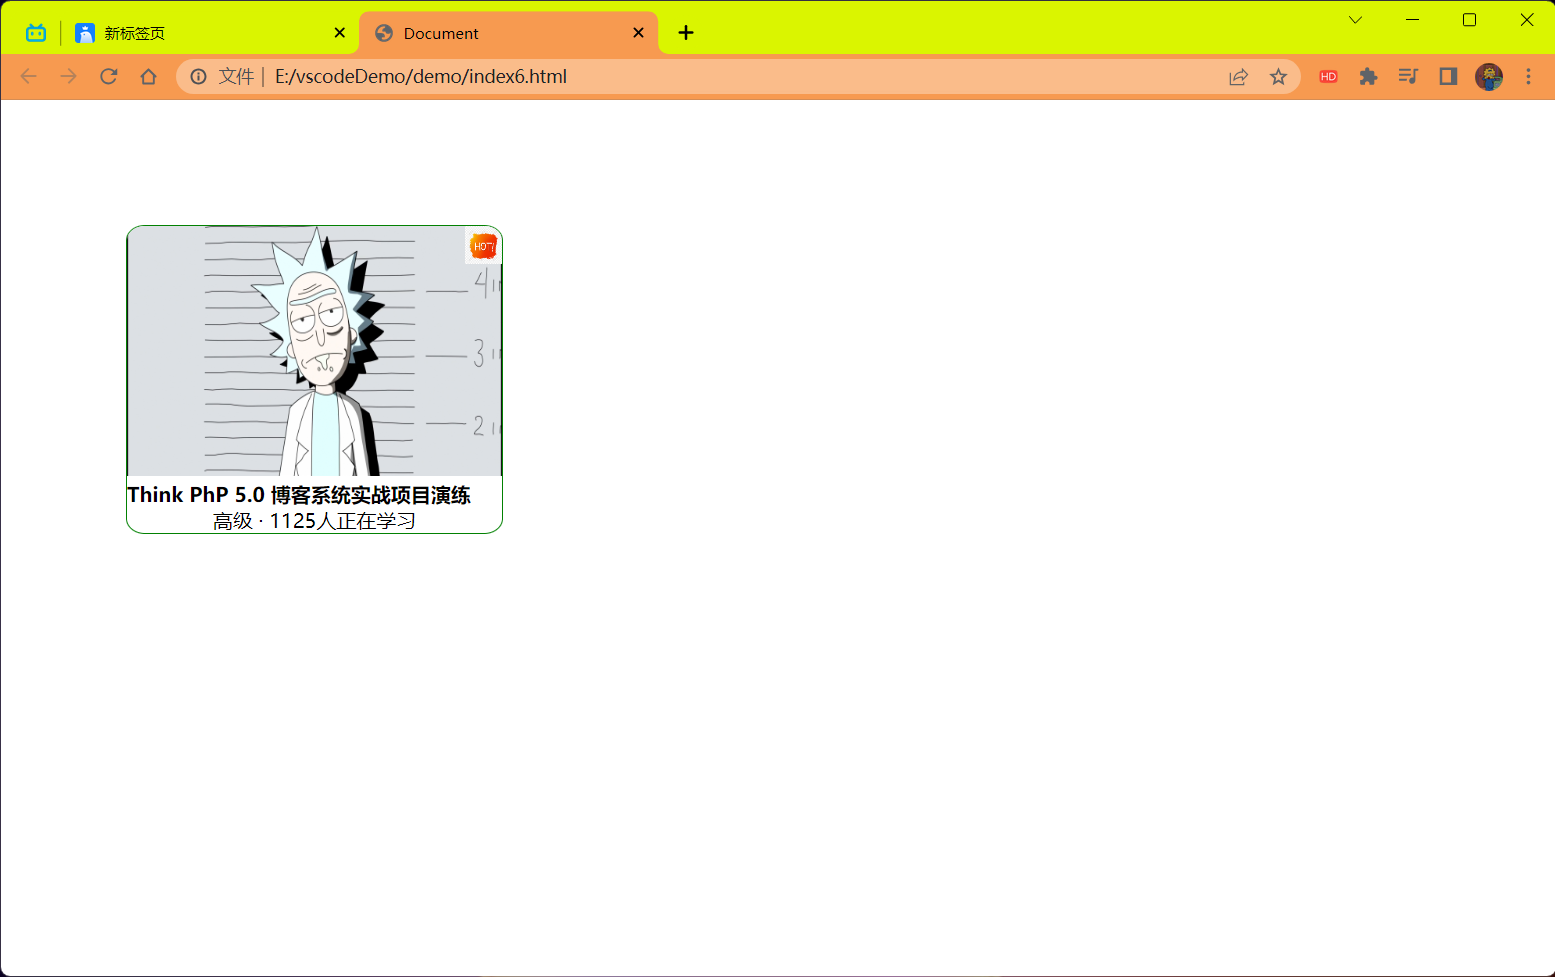 新标签页
Document
文件
E:/vscodeDemo/demo/index6.html
HD
HOT!
4 i
3 i
2 i
Think PhP 5.0 博客系统实战项目演练
高级 · 1125人正在学习